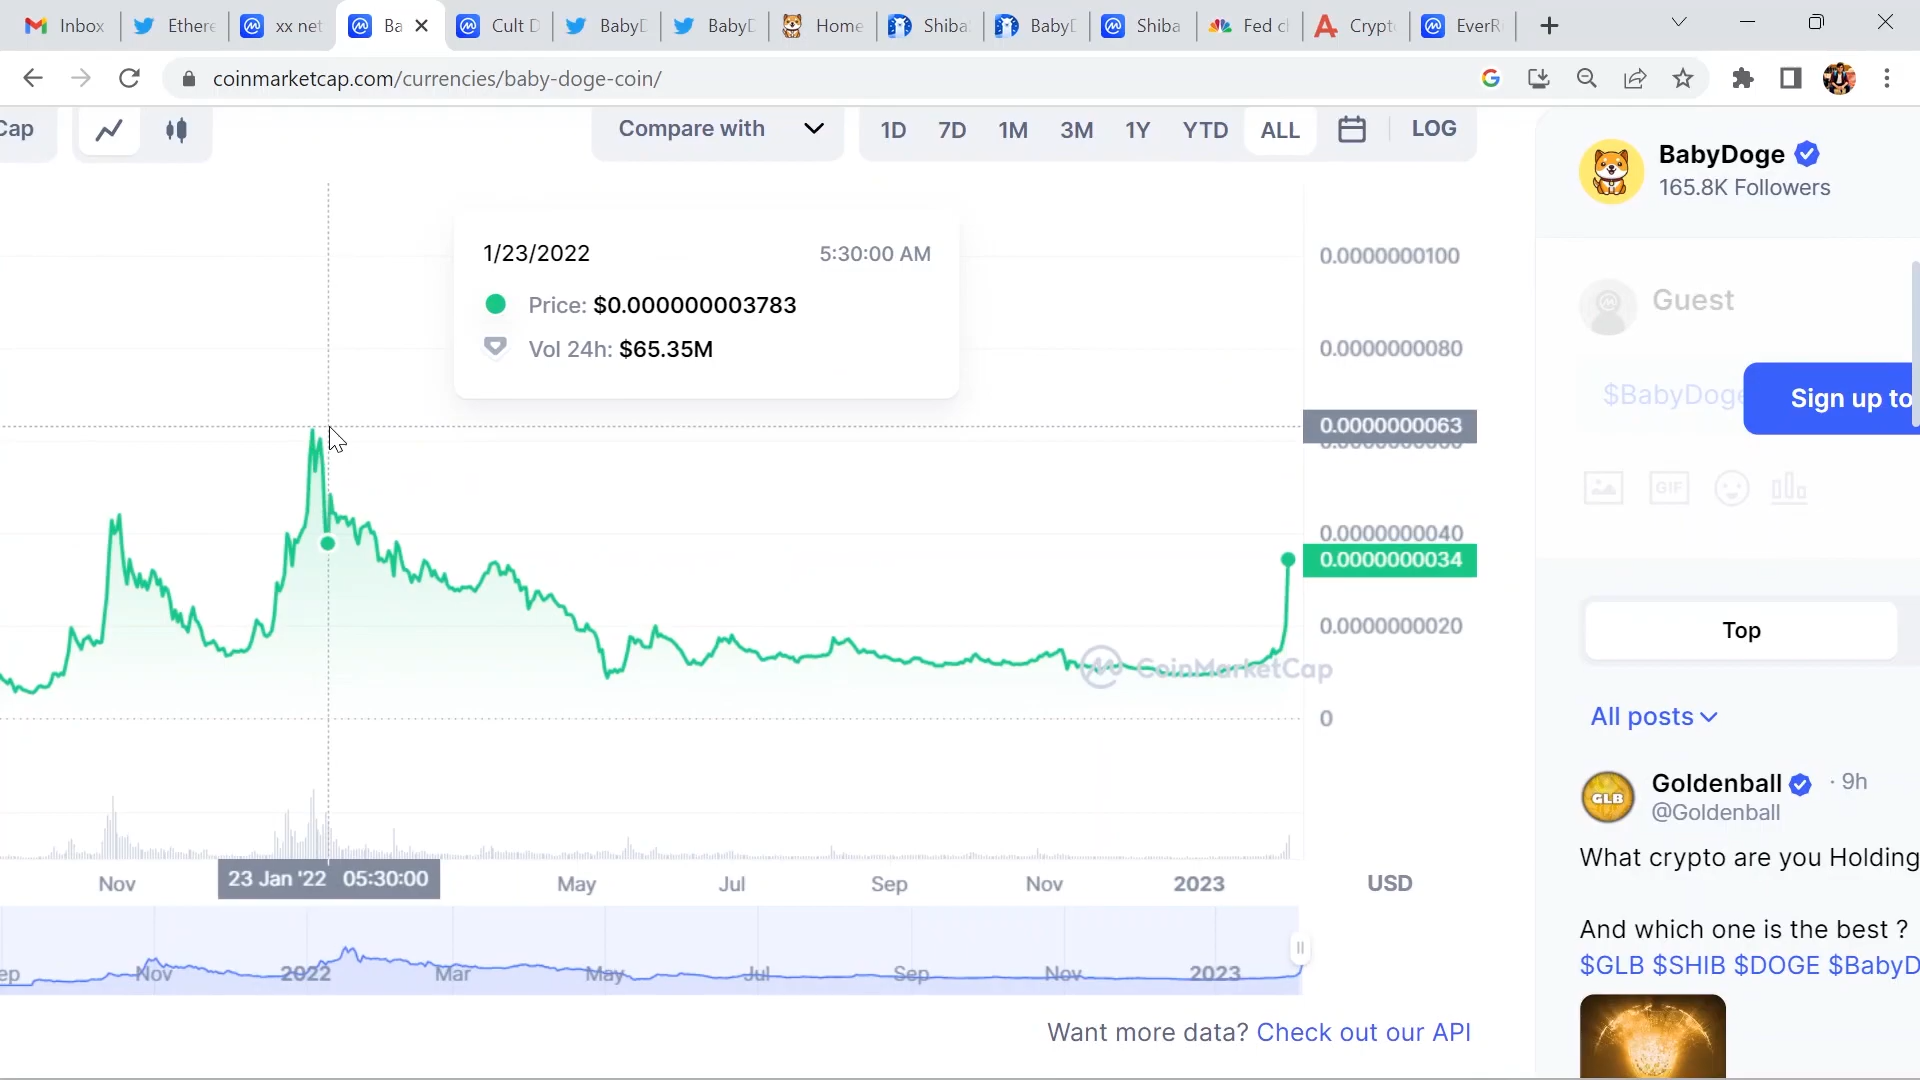 Inbox
Ethere
xx net
Ba
Cult D
BabyD
BabyD
Home
Shiba
BabyD
Shiba
Fed ch
Crypto
EverR
coinmarketcap.com/currencies/baby-doge-coin/
Cap
Compare with
1D 7D 1M 3M 1Y YTD ALL LOG
BabyDoge
165.8K Followers
1/23/2022 5:30:00 AM
Price: $0.000000003783
Vol 24h: $65.35M
0.0000000100
0.0000000080
0.0000000063
0.0000000040
0.0000000034
0.0000000020
0
CoinMarketCap
Nov
23 Jan '22 05:30:00
May
Jul
Sep
Nov
2023
USD
ep
Nov
2022
Mar
May
Jul
Sep
Nov
2023
Want more data? Check out our API
Guest
$BabyDoge
Sign up to
GIF
Top
All posts
GLB
Goldenball · 9h
@Goldenball
What crypto are you Holding
And which one is the best ?
$GLB $SHIB $DOGE $BabyD